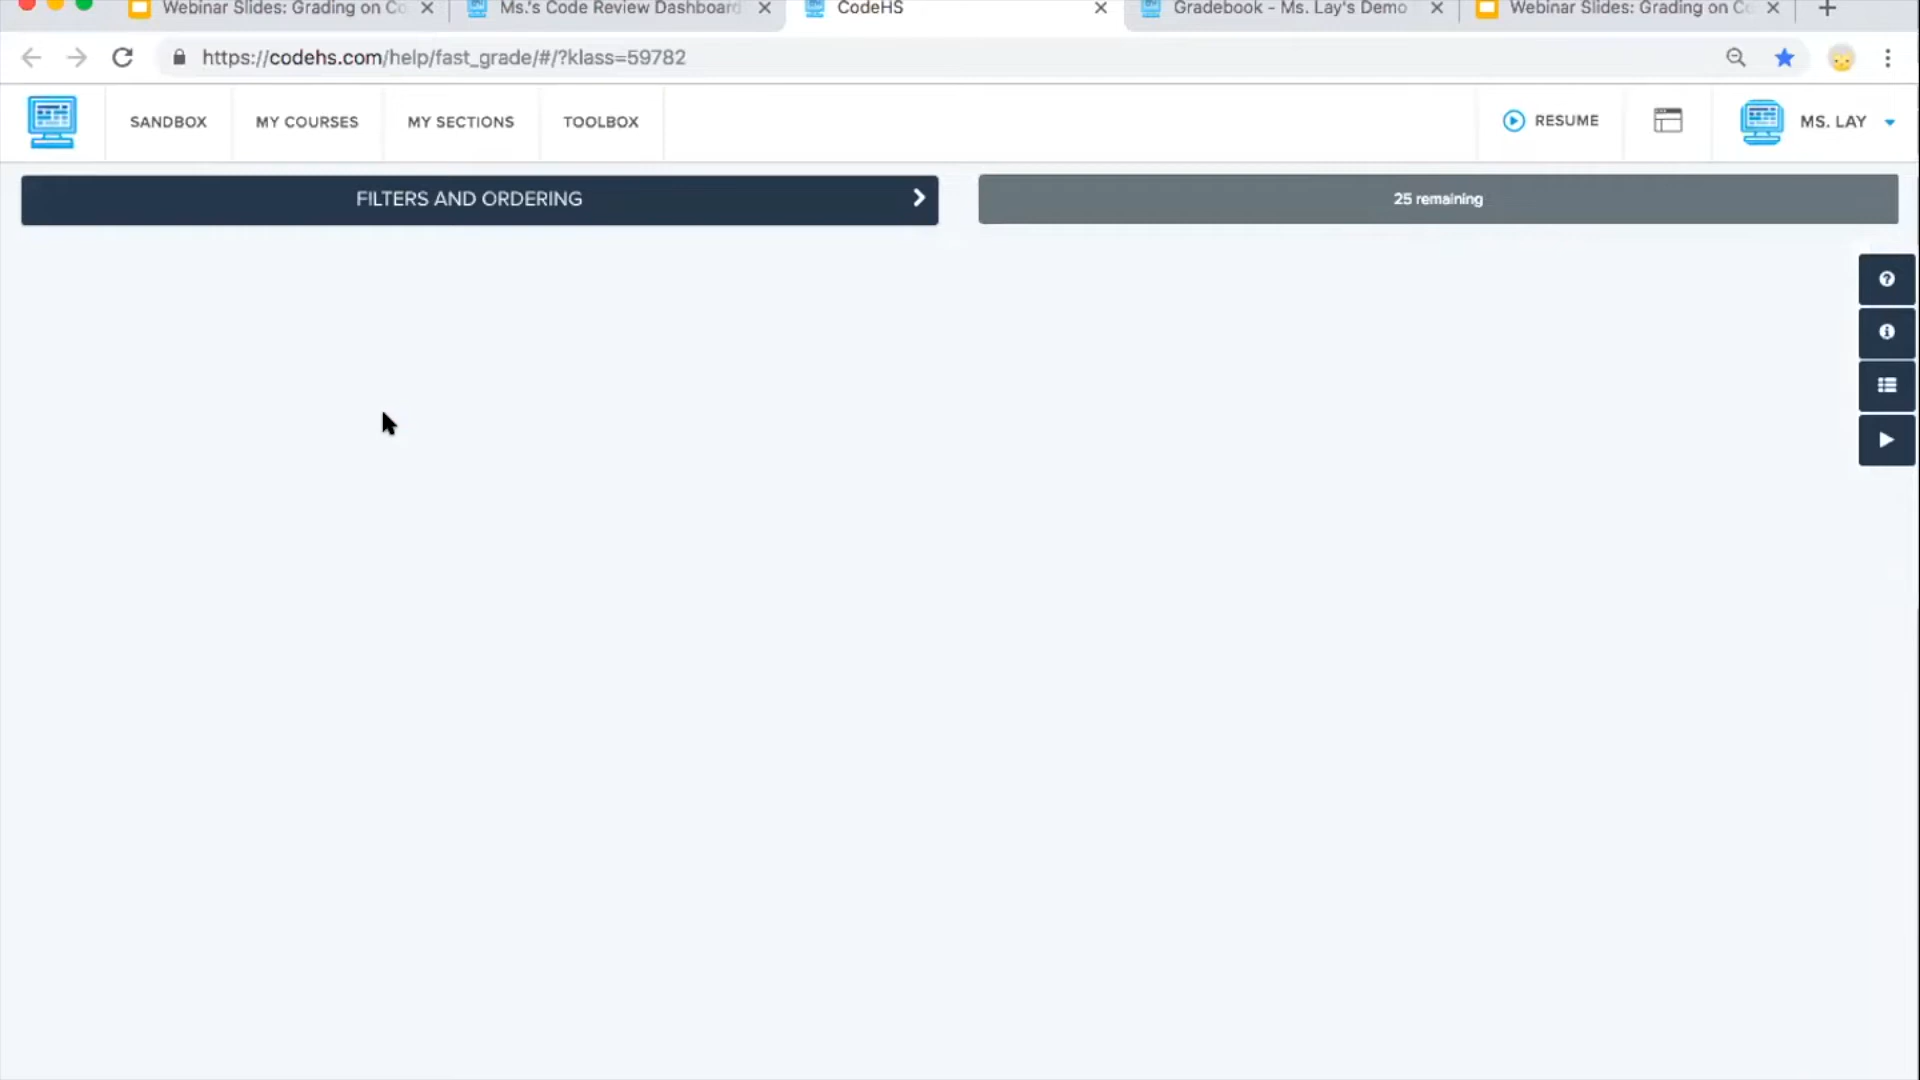 Webinar Slides: Grading on Co
Ms.'s Code Review Dashboard
CodeHS
Gradebook - Ms. Lay's Demo
Webinar Slides: Grading on Co
https://codehs.com/help/fast_grade/#/?klass=59782
SANDBOX
MY COURSES
MY SECTIONS
TOOLBOX
RESUME
MS. LAY
FILTERS AND ORDERING
25 remaining